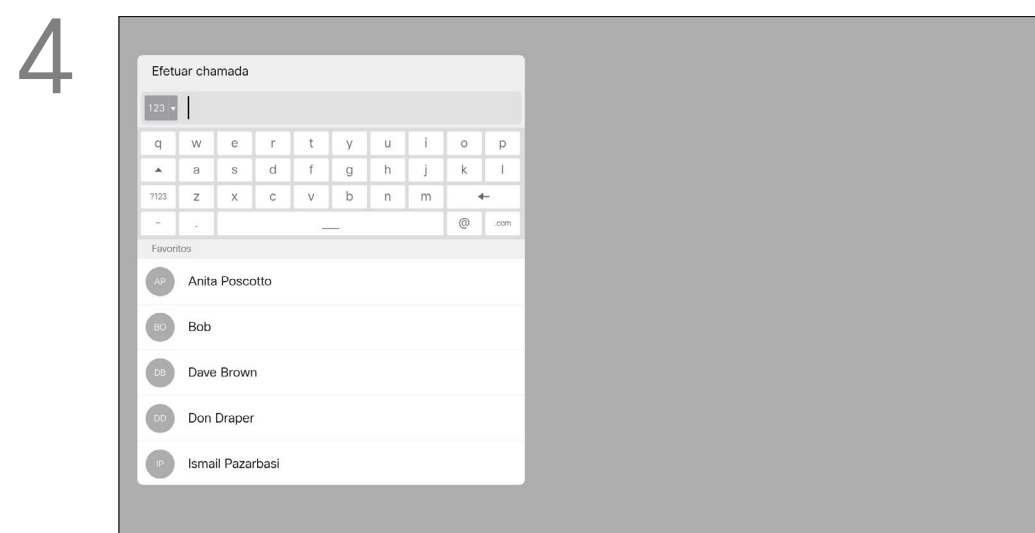 4
Efetuar chamada
123
q w e r t y u i o p
a s d f g h j k l
?123 z x c v b n m
- . @ .com
Favoritos
AP Anita Poscotto
BO Bob
DB Dave Brown
DD Don Draper
IP Ismail Pazarbasi